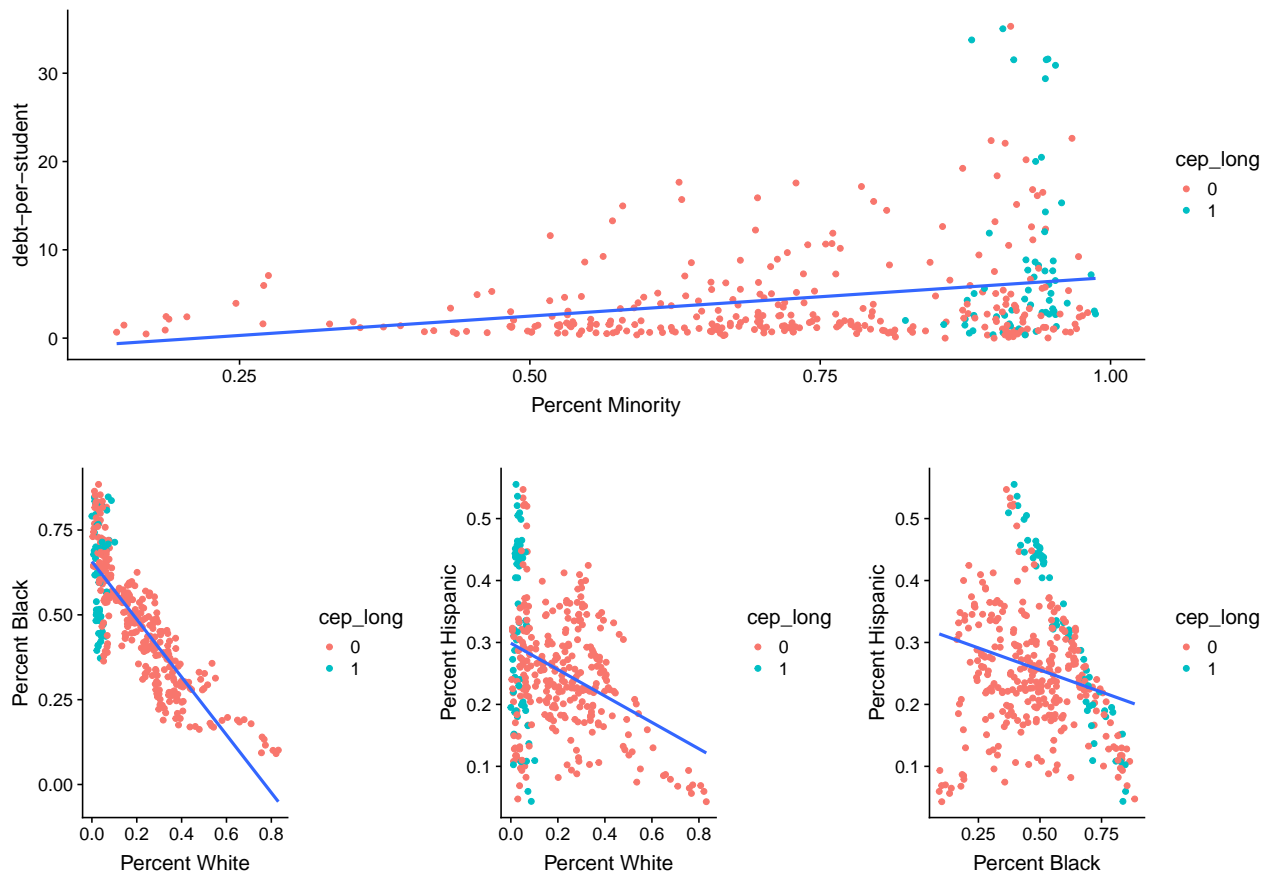 debt−per−student
30
20
10
0
0.25 0.50 0.75 1.00
Percent Minority
cep_long
0
1
Percent Black
0.75
0.50
0.25
0.00
0.0 0.2 0.4 0.6 0.8
Percent White
cep_long
0
1
Percent Hispanic
0.5
0.4
0.3
0.2
0.1
0.0 0.2 0.4 0.6 0.8
Percent White
cep_long
0
1
Percent Hispanic
0.5
0.4
0.3
0.2
0.1
0.25 0.50 0.75
Percent Black
cep_long
0
1